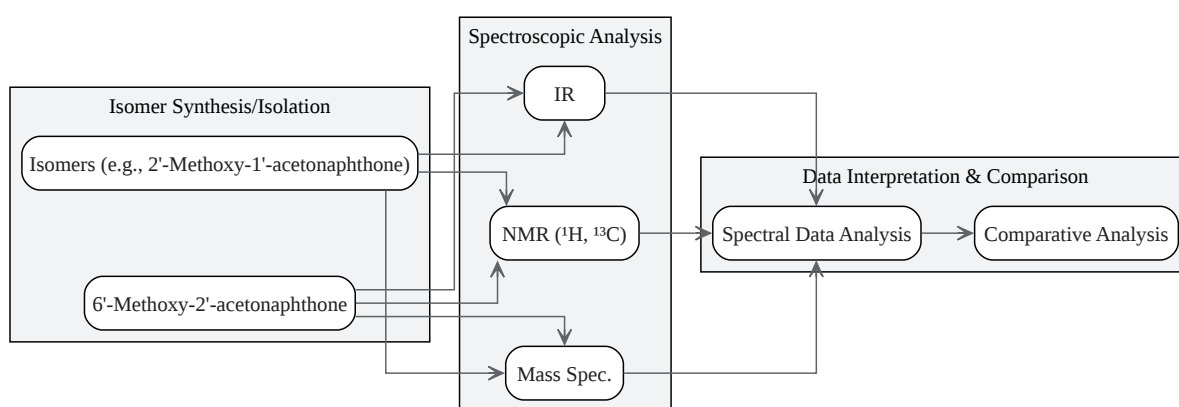 Spectroscopic Analysis
IR
Isomer Synthesis/Isolation
Isomers (e.g., 2'-Methoxy-1'-acetonaphthone)
Data Interpretation & Comparison
NMR (¹H, ¹³C)
Spectral Data Analysis
Comparative Analysis
6'-Methoxy-2'-acetonaphthone
Mass Spec.